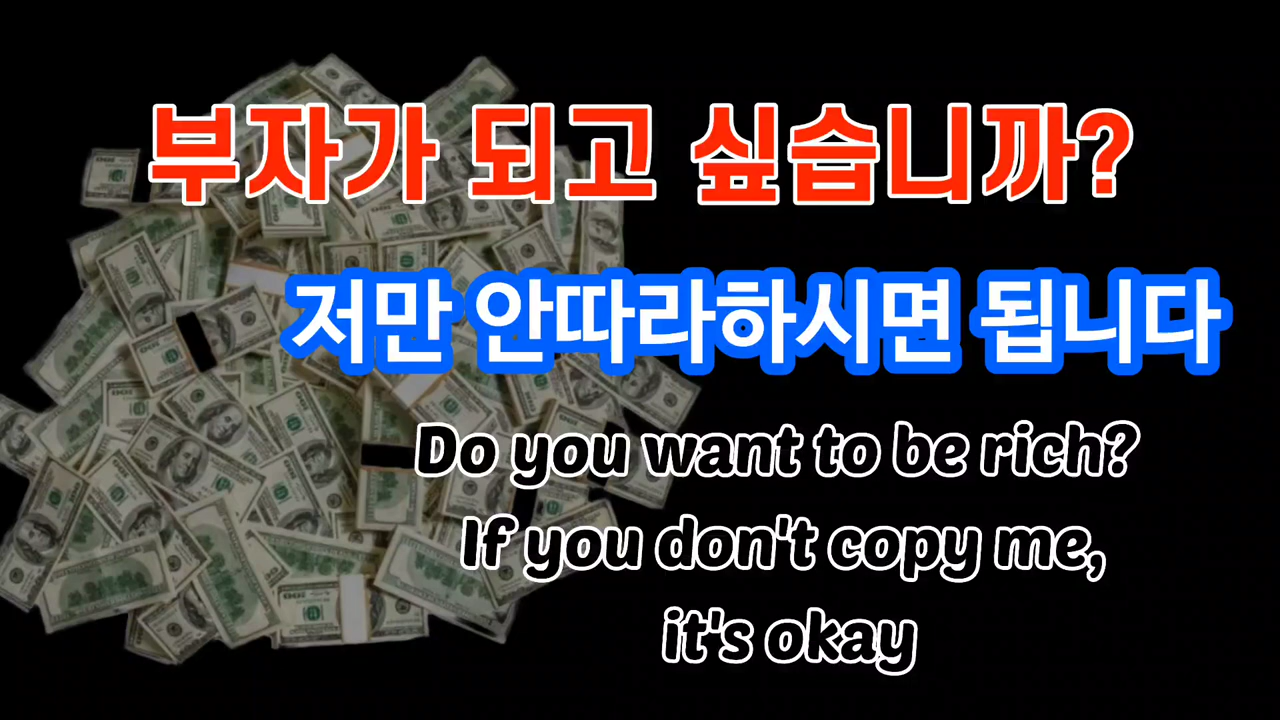 부자가 되고 싶습니까?
저만 안따라하시면 됩니다
Do you want to be rich?
If you don't copy me,
it's okay